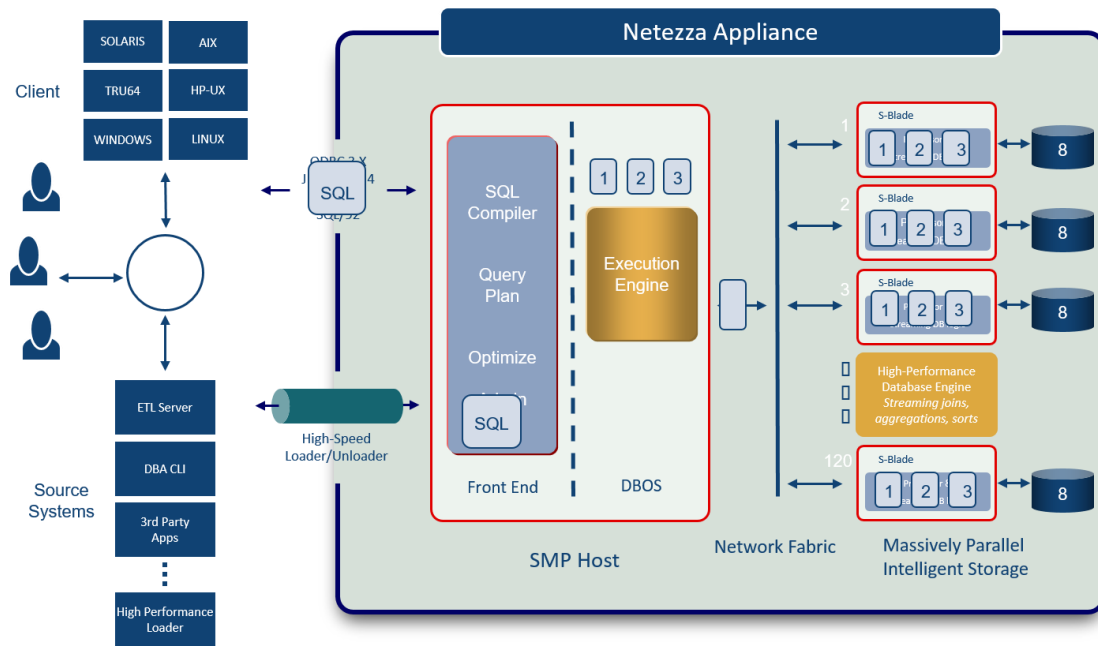 Netezza Appliance
Client
SOLARIS
AIX
TRU64
HP-UX
WINDOWS
LINUX
SQL
SQL
Compiler
Query
Plan
Optimize
SQL
Front End
1
2
3
Execution
Engine
DBOS
SMP Host
High-Speed
Loader/Unloader
Network Fabric
1
S-Blade
1
2
3
8
2
S-Blade
1
2
3
8
3
S-Blade
1
2
3
8
High-Performance
Database Engine
Streaming joins,
aggregations, sorts
120
S-Blade
1
2
3
8
Massively Parallel
Intelligent Storage
Source
Systems
ETL Server
DBA CLI
3rd Party
Apps
High Performance
Loader